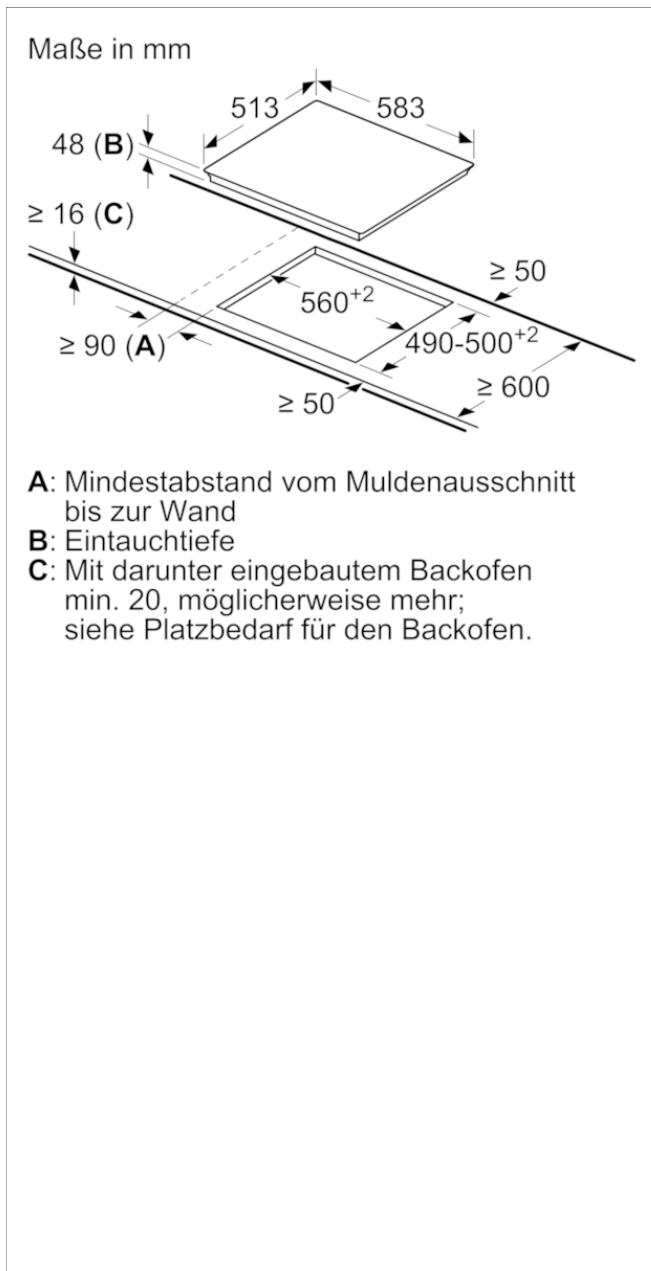 Maße in mm
513
583
48 (B)
≥ 16 (C)
≥ 50
560⁺²
490-500⁺²
≥ 90 (A)
≥ 600
≥ 50
A: Mindestabstand vom Muldenausschnitt
bis zur Wand
B: Eintauchtiefe
C: Mit darunter eingebautem Backofen
min. 20, möglicherweise mehr;
siehe Platzbedarf für den Backofen.